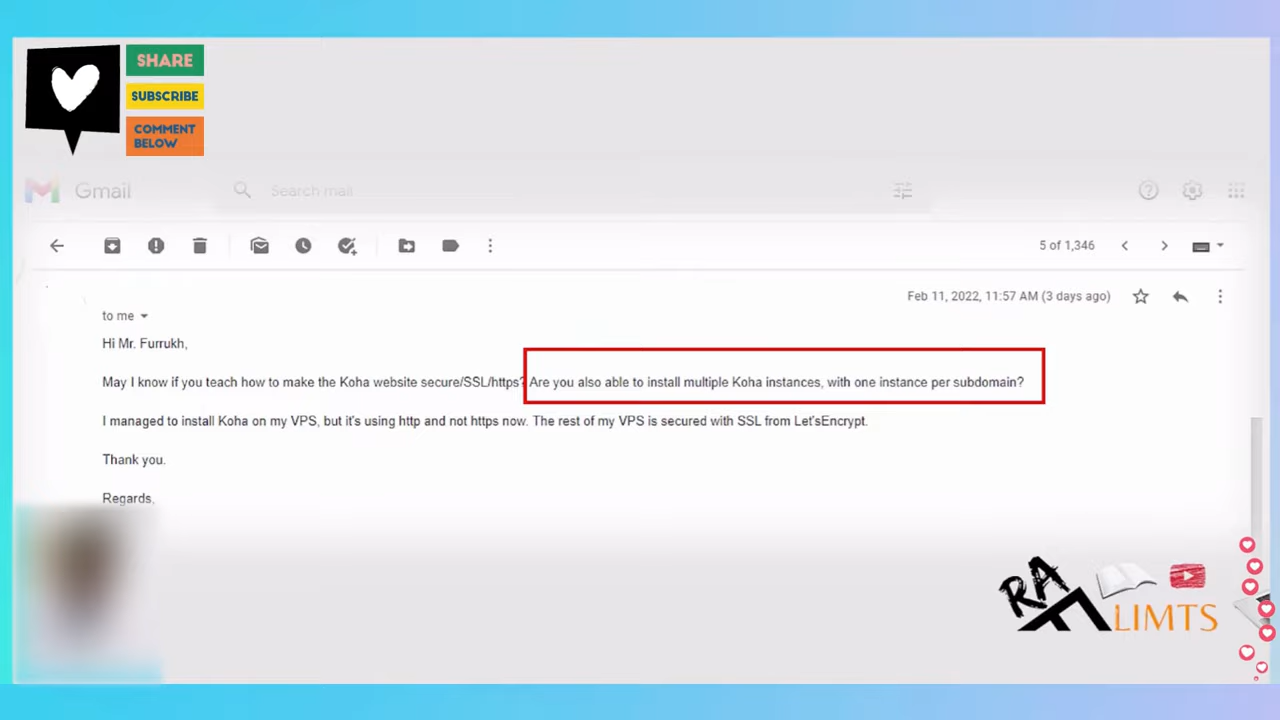 SHARE
SUBSCRIBE
COMMENT
BELOW
Gmail
Search mail
5 of 1,346
Feb 11, 2022, 11:57 AM (3 days ago)
to me
Hi Mr. Furrukh,
May I know if you teach how to make the Koha website secure/SSL/https? Are you also able to install multiple Koha instances, with one instance per subdomain?
I managed to install Koha on my VPS, but it's using http and not https now. The rest of my VPS is secured with SSL from Let'sEncrypt.
Thank you.
Regards,
RAF
LIMTS